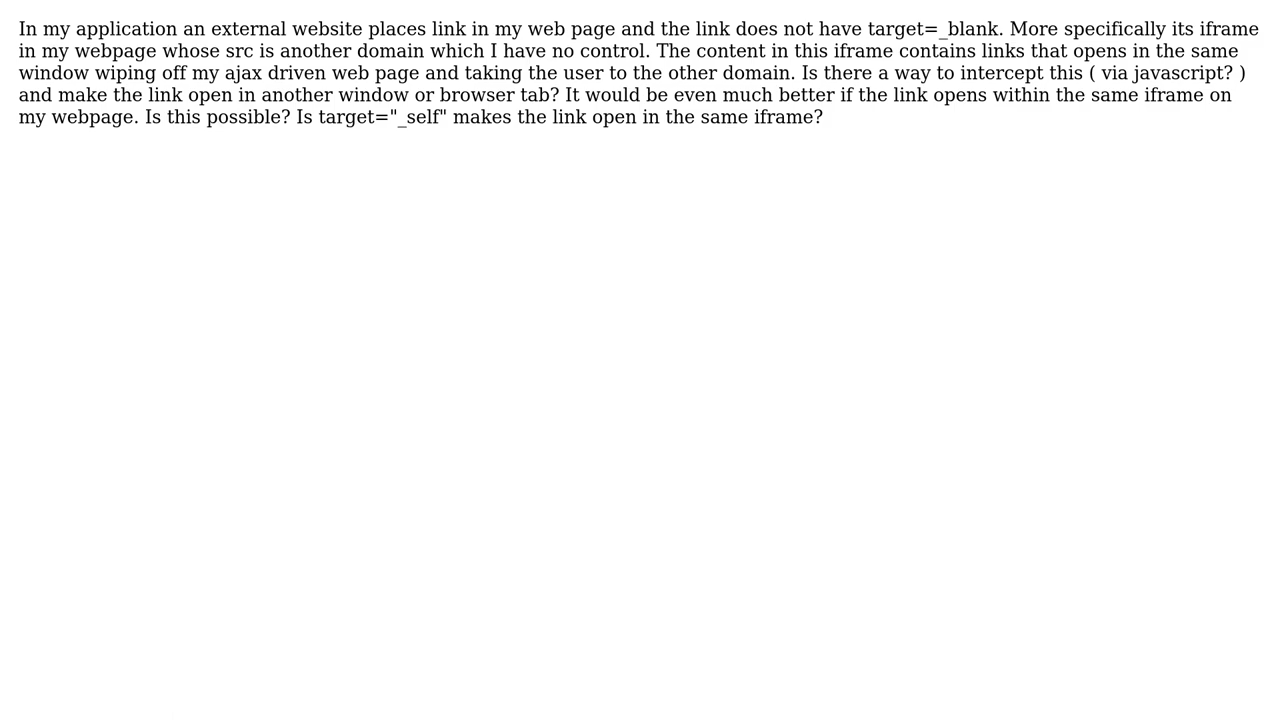 In my application an external website places link in my web page and the link does not have target=_blank. More specifically its iframe
in my webpage whose src is another domain which I have no control. The content in this iframe contains links that opens in the same
window wiping off my ajax driven web page and taking the user to the other domain. Is there a way to intercept this ( via javascript? )
and make the link open in another window or browser tab? It would be even much better if the link opens within the same iframe on
my webpage. Is this possible? Is target="_self" makes the link open in the same iframe?